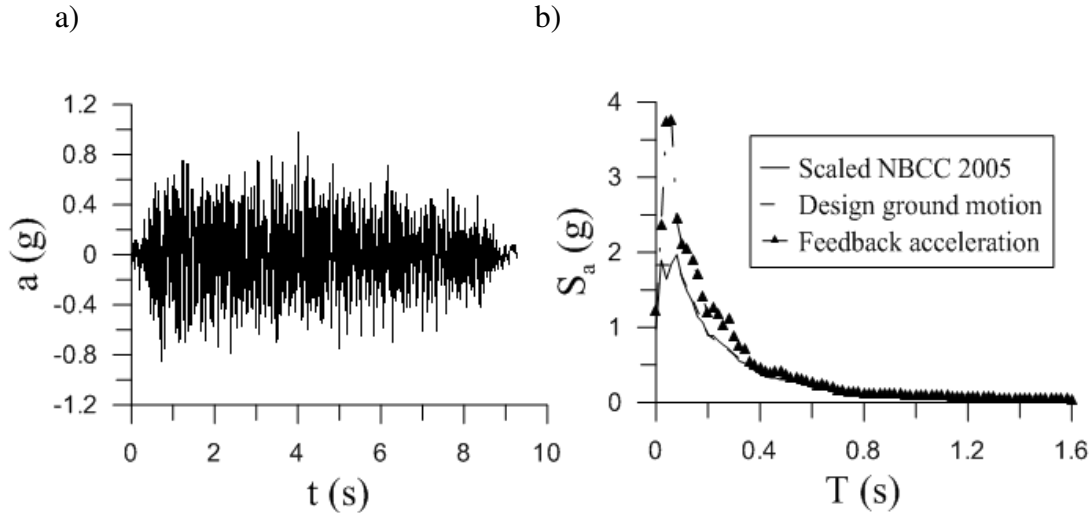 a)
b)
1.2
0.8
0.4
0
-0.4
-0.8
-1.2
a (g)
0 2 4 6 8 10
t (s)
4
3
2
1
0
Sa (g)
Scaled NBCC 2005
Design ground motion
Feedback acceleration
0 0.4 0.8 1.2 1.6
T (s)